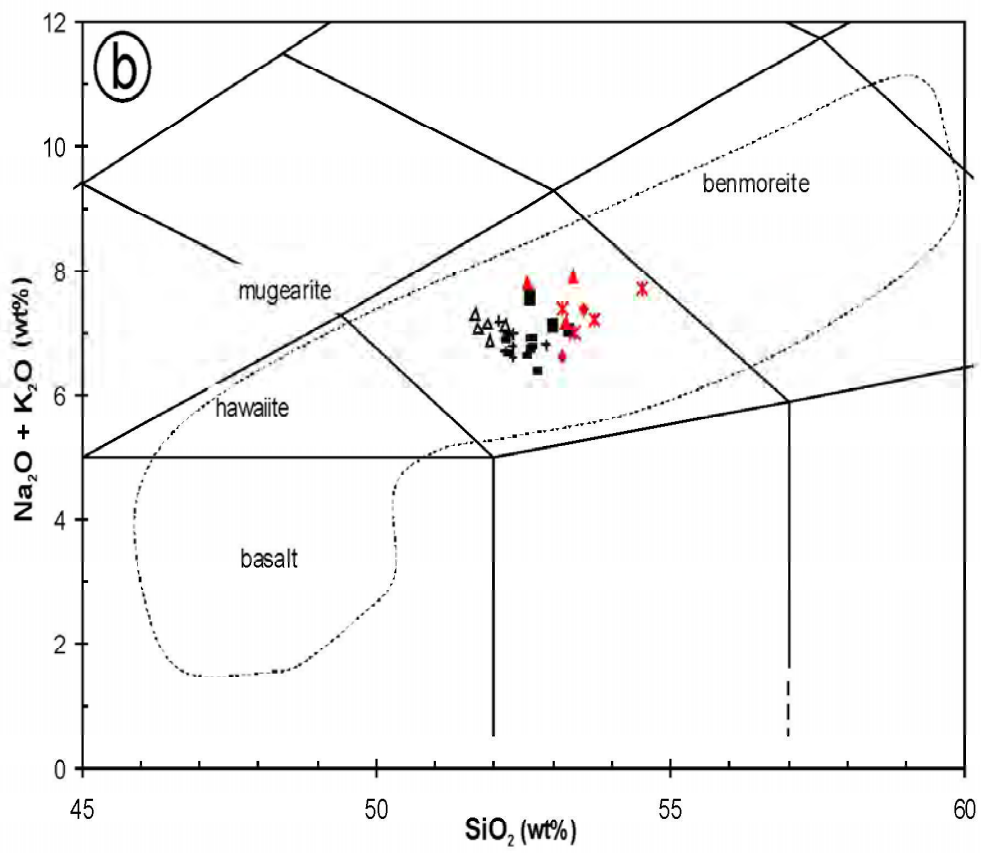 12
b
10
benmoreite
8
mugearite
6
hawaiite
4
basalt
2
0
Na₂O + K₂O (wt%)
45
50
55
60
SiO₂ (wt%)